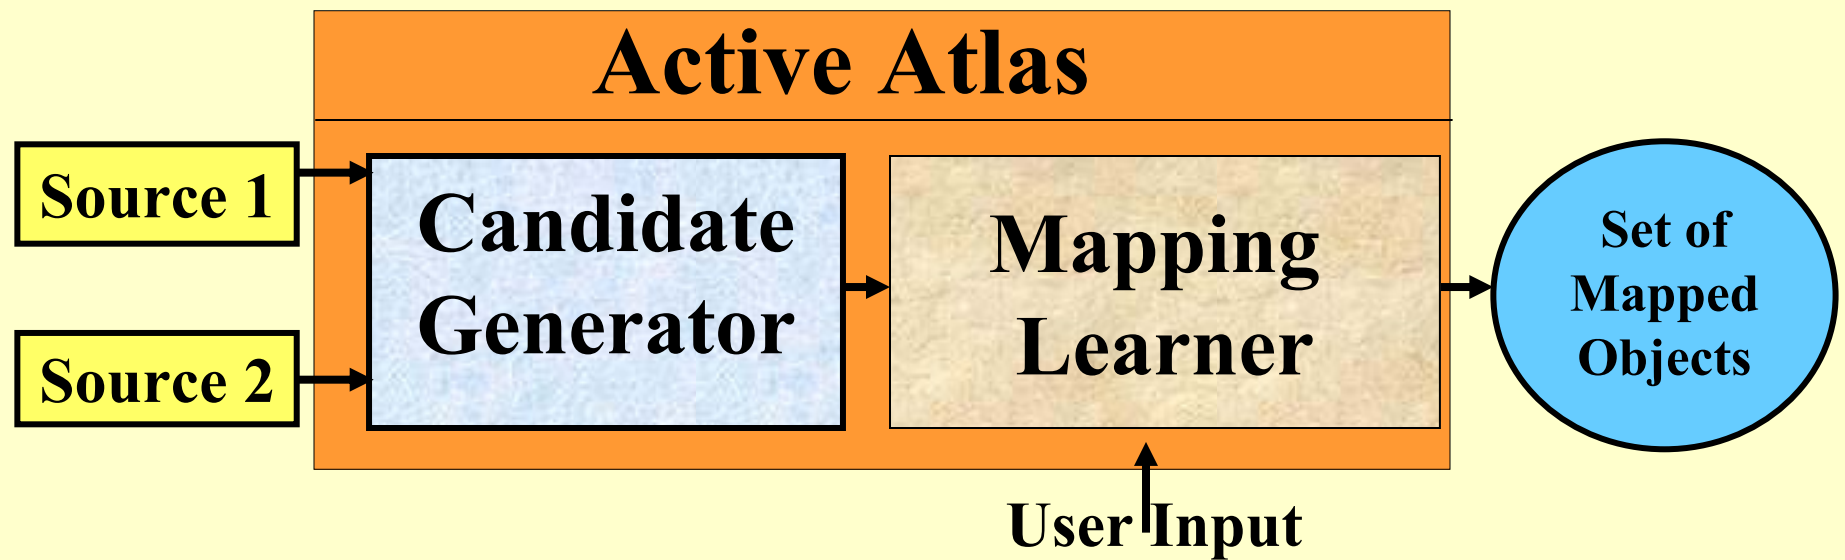 Active Atlas
Source 1
Source 2
Candidate
Generator
Mapping
Learner
Set of
Mapped
Objects
User Input